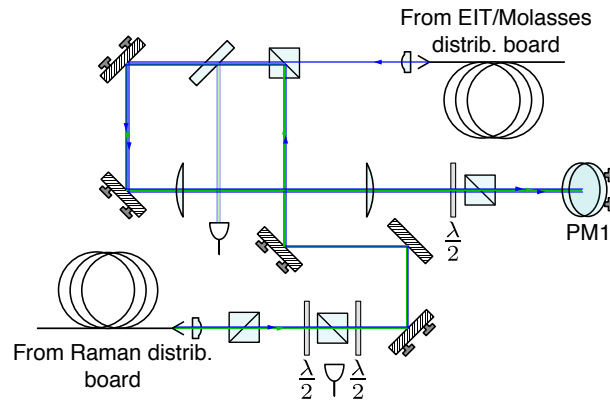 From EIT/Molasses
distrib. board
λ
2
PM1
From Raman distrib.
board
λ
2
λ
2